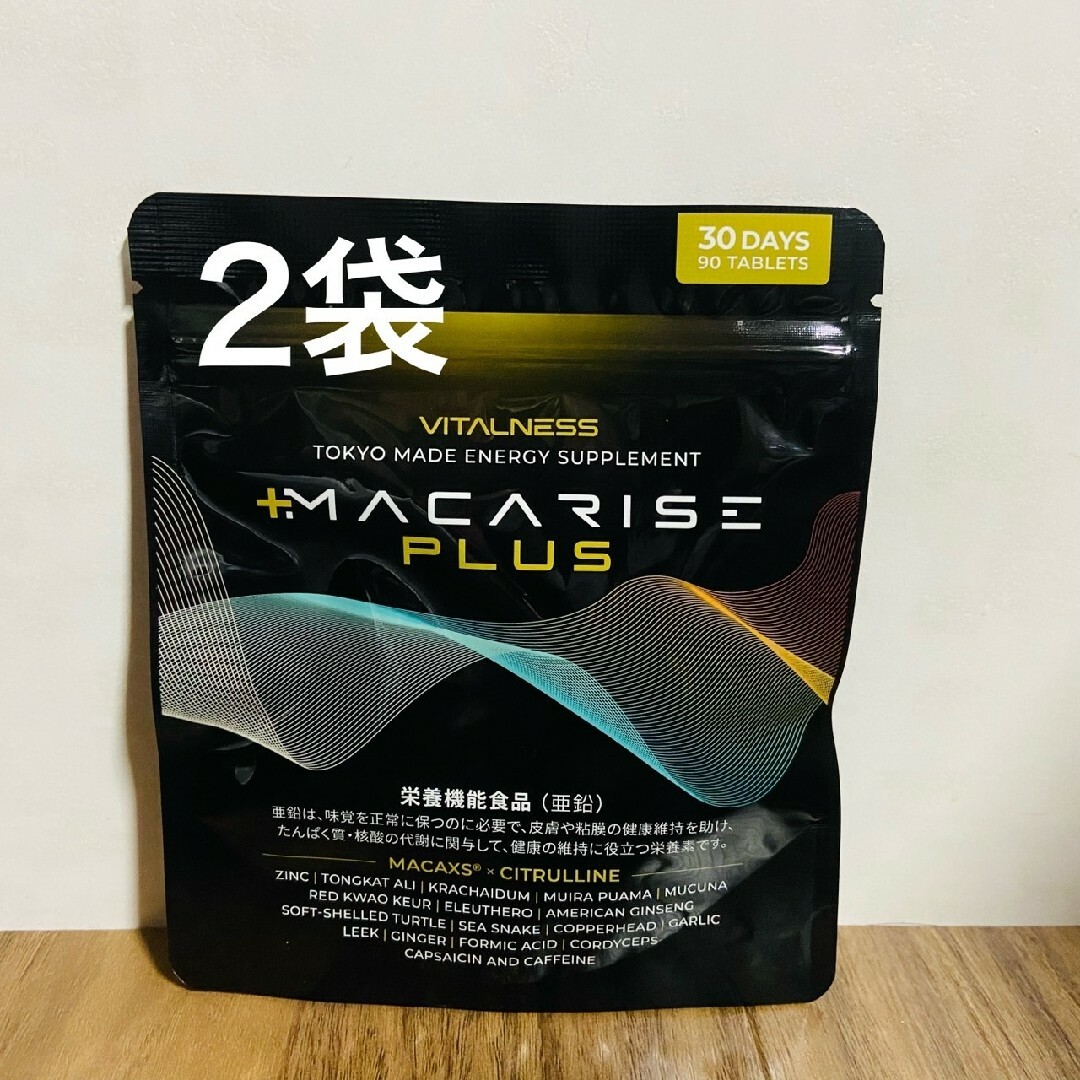 30 DAYS
90 TABLETS
2袋
VITALNESS
TOKYO MADE ENERGY SUPPLEMENT
+:MACARISE
PLUS
栄養機能食品(亜鉛)
亜鉛は、味覚を正常に保つのに必要で、皮膚や粘膜の健康維持を助け、
たんぱく質・核酸の代謝に関与して、健康の維持に役立つ栄養素です。
MACAXS® × CITRULLINE
ZINC | TONGKAT ALI | KRACHAIDUM | MUIRA PUAMA | MUCUNA
RED KWAO KEUR | ELEUTHERO | AMERICAN GINSENG
SOFT-SHELLED TURTLE | SEA SNAKE | COPPERHEAD | GARLIC
LEEK | GINGER | FORMIC ACID | CORDYCEPS
CAPSAICIN AND CAFFEINE